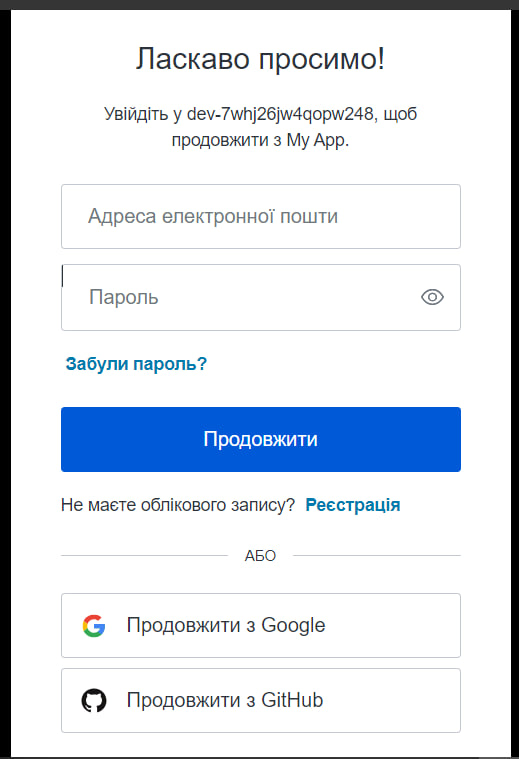 Ласкаво просимо!
Увійдіть у dev-7whj26jw4qopw248, щоб
продовжити з My App.
Адреса електронної пошти
Пароль
Забули пароль?
Продовжити
Не маєте облікового запису? Реєстрація
АБО
Продовжити з Google
Продовжити з GitHub